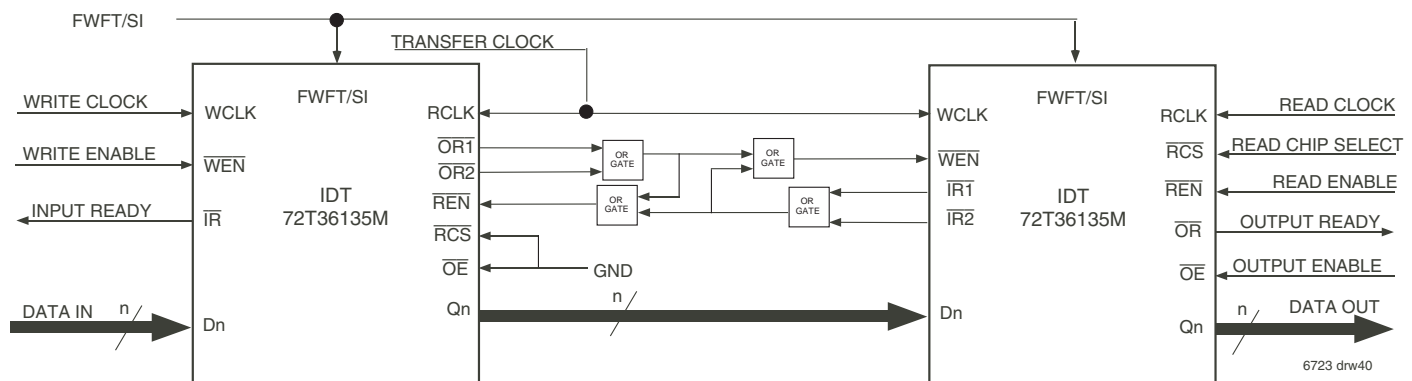 FWFT/SI
TRANSFER CLOCK
WRITE CLOCK
WCLK
FWFT/SI
RCLK
WCLK
FWFT/SI
RCLK
READ CLOCK
WRITE ENABLE
WEN
OR1
OR2
OR
GATE
OR
GATE
WEN
RCS
READ CHIP SELECT
INPUT READY
IR
IDT
72T36135M
REN
OR
GATE
OR
GATE
IR1
IR2
IDT
72T36135M
REN
READ ENABLE
RCS
OR
OUTPUT READY
OE
GND
OE
OUTPUT ENABLE
DATA IN
n
Dn
Qn
n
Dn
Qn
n
DATA OUT
6723 drw40